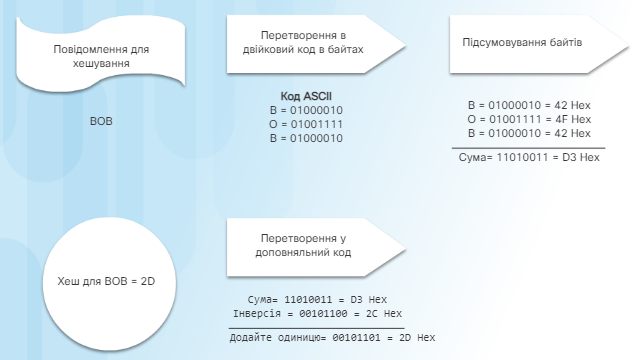 Повідомлення для
хешування
BOB
Перетворення в
двійковий код в байтах
Код ASCII
B = 01000010
O = 01001111
B = 01000010
Підсумовування байтів
B = 01000010 = 42 Hex
O = 01001111 = 4F Hex
B = 01000010 = 42 Hex
Сума= 11010011 = D3 Hex
Хеш для BOB = 2D
Перетворення у
доповняльний код
Сума= 11010011 = D3 Hex
Інверсія = 00101100 = 2C Hex
Додайте одиницю= 00101101 = 2D Hex